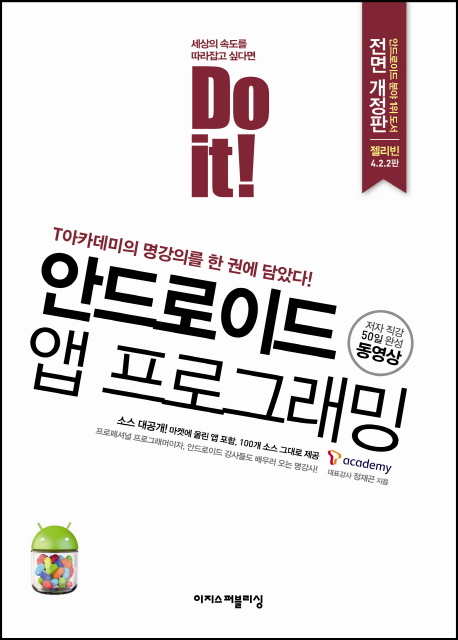 세상의 속도를
따라잡고 싶다면
Do
it!
안드로이드 분야 1위 도서
전면 개정판
젤리빈
4.2.2판
T아카데미의 명강의를 한 권에 담았다!
안드로이드
앱 프로그래밍
저자 직강
50일 완성
동영상
소스 대공개! 마켓에 올린 앱 포함, 100개 소스 그대로 제공
프로페셔널 프로그래머이자, 안드로이드 강사들도 배우러 오는 명강사!
T academy
대표강사 정재곤 지음
이지스퍼블리싱